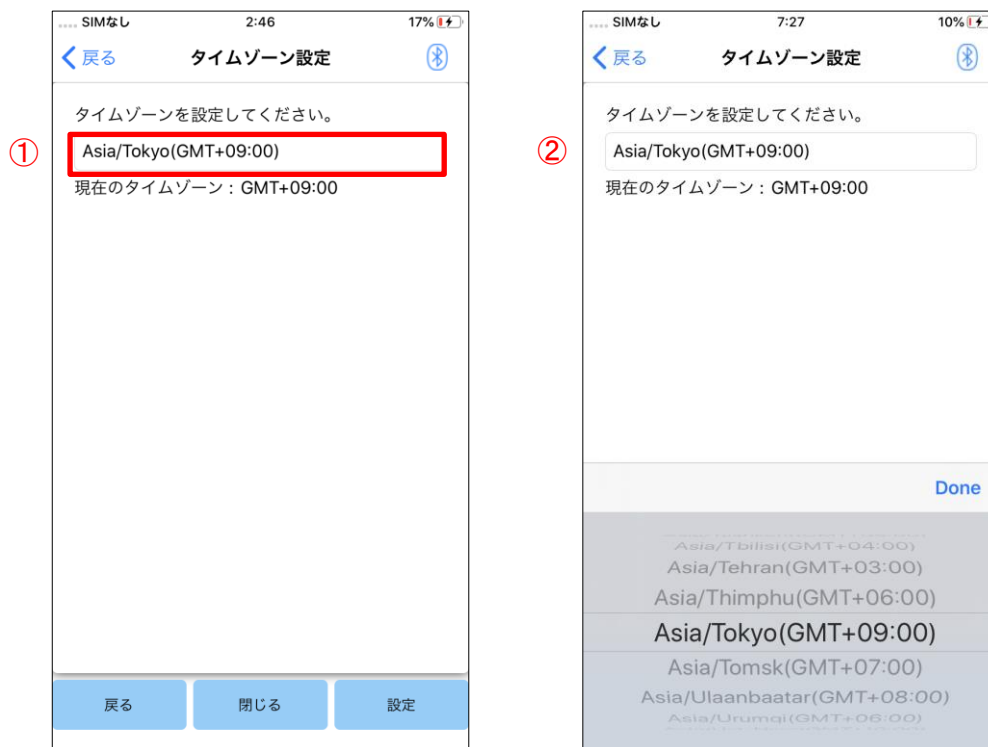 SIMなし 2:46 17%
戻る タイムゾーン設定
タイムゾーンを設定してください。
① Asia/Tokyo(GMT+09:00)
現在のタイムゾーン : GMT+09:00
戻る 閉じる 設定
SIMなし 7:27 10%
戻る タイムゾーン設定
タイムゾーンを設定してください。
② Asia/Tokyo(GMT+09:00)
現在のタイムゾーン : GMT+09:00
Done
Asia/Tbilisi(GMT+04:00)
Asia/Tehran(GMT+03:00)
Asia/Thimphu(GMT+06:00)
Asia/Tokyo(GMT+09:00)
Asia/Tomsk(GMT+07:00)
Asia/Ulaanbaatar(GMT+08:00)
Asia/Urumqi(GMT+06:00)